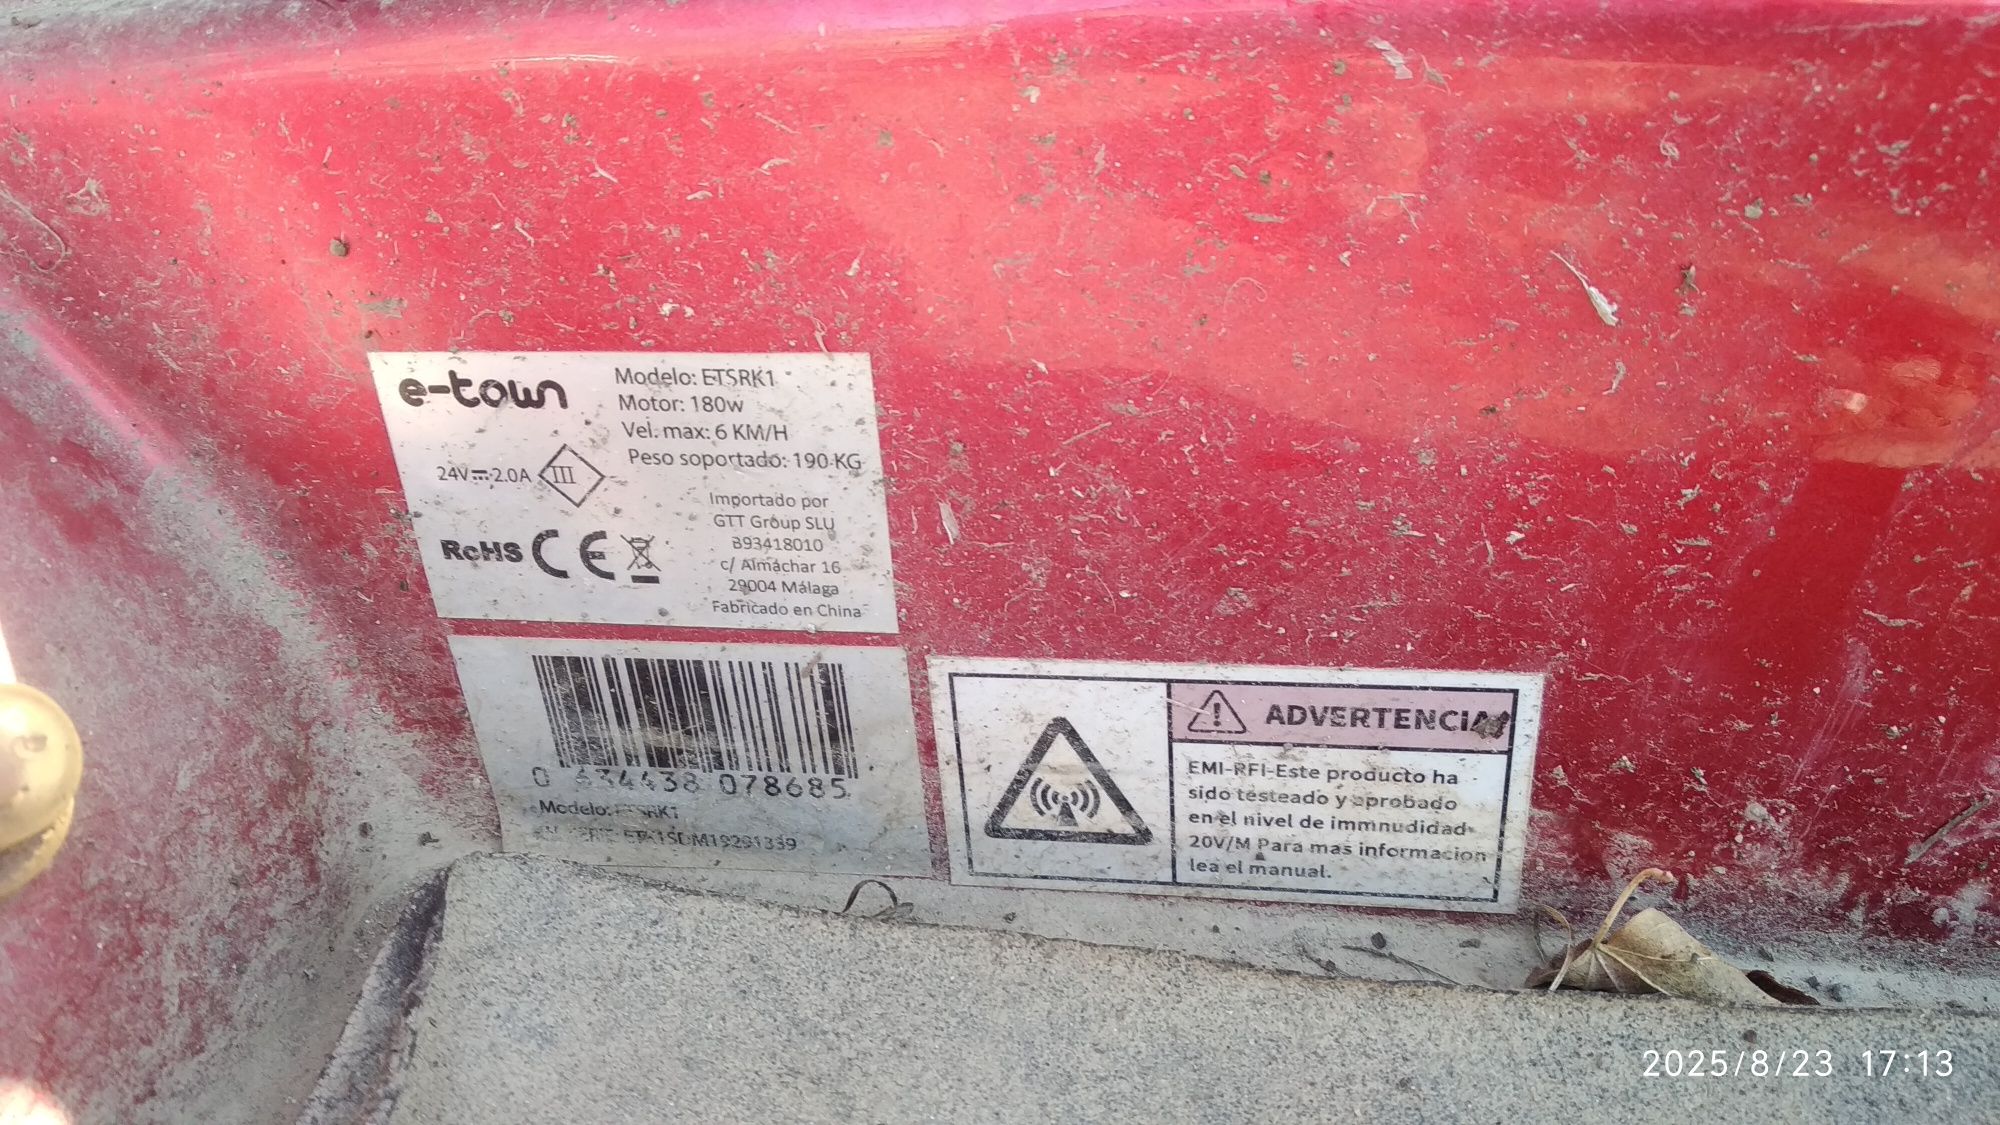 e-town
Modelo: ETSRK1
Motor: 180w
Vel. max: 6 KM/H
Peso soportado: 190 KG
24V 2.0A
III
Importado por
GTT Group SLU
B93418010
c/ Almáchar 16
29004 Málaga
Fabricado en China
RoHS CE
0 634438 078685
Modelo: ETSRK1
ADVERTENCIA
EMI-RFI-Este producto ha
sido testeado y aprobado
en el nivel de immnudidad
20V/M Para mas informacion
lea el manual.
2025/8/23 17:13